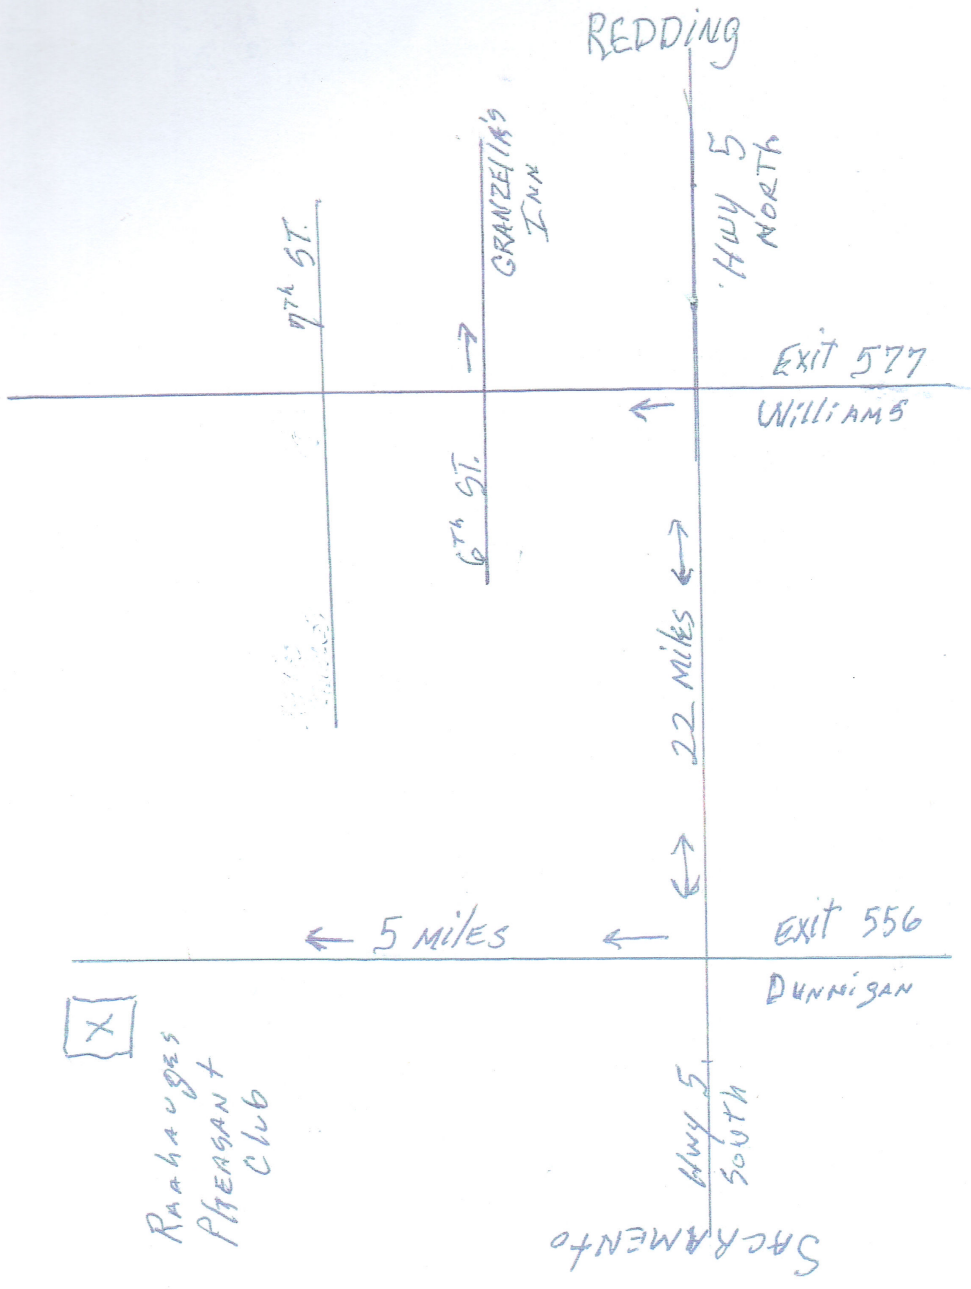 REDDING
HWY 5
NORTH
GRANZELLA'S
INN
7Th ST.
Exit 577
Williams
6Th ST.
22 Miles
5 Miles
Exit 556
Dunnigan
X
Raahauges
Pheasant
Club
Hwy 5
South
SACRAMENTO